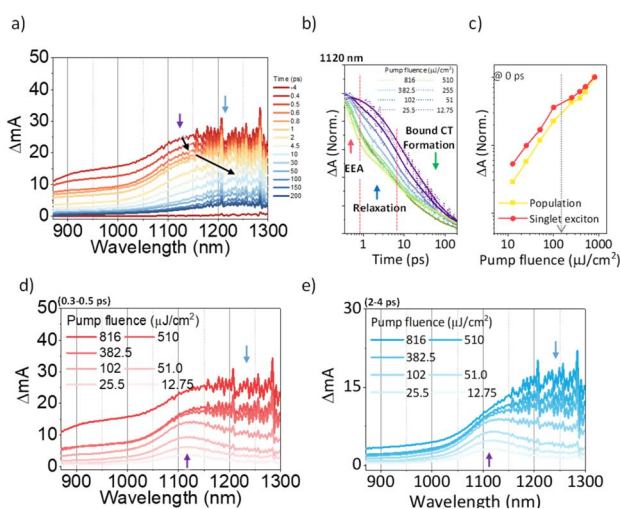 a)
ΔmA
50
40
30
20
10
0
900 1000 1100 1200 1300
Wavelength (nm)
Time (ps)
-4
0.4
0.5
0.6
0.8
1
2
4.5
10
30
50
100
150
200
b)
1120 nm
Pump fluence (μJ/cm²)
816 510
382.5 255
102 51
25.5 12.75
Bound CT
Formation
EEA
Relaxation
ΔA (Norm.)
1 10 100
Time (ps)
c)
@ 0 ps
ΔA (Norm.)
Population
Singlet exciton
10 100 1000
Pump fluence (μJ/cm²)
d)
(0.3-0.5 ps)
Pump fluence (μJ/cm²)
816 510
382.5
102 51.0
25.5 12.75
ΔmA
50
40
30
20
10
0
900 1000 1100 1200 1300
Wavelength (nm)
e)
(2-4 ps)
Pump fluence (μJ/cm²)
816 510
382.5
102 51.0
25.5 12.75
ΔmA
30
15
0
900 1000 1100 1200 1300
Wavelength (nm)